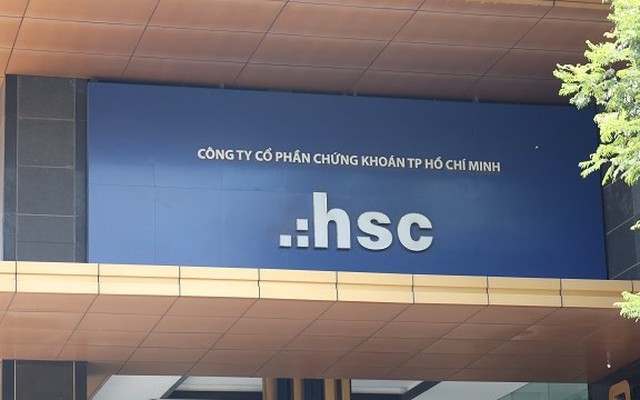 CÔNG TY CỔ PHẦN CHỨNG KHOÁN TP HỒ CHÍ MINH
.:hsc